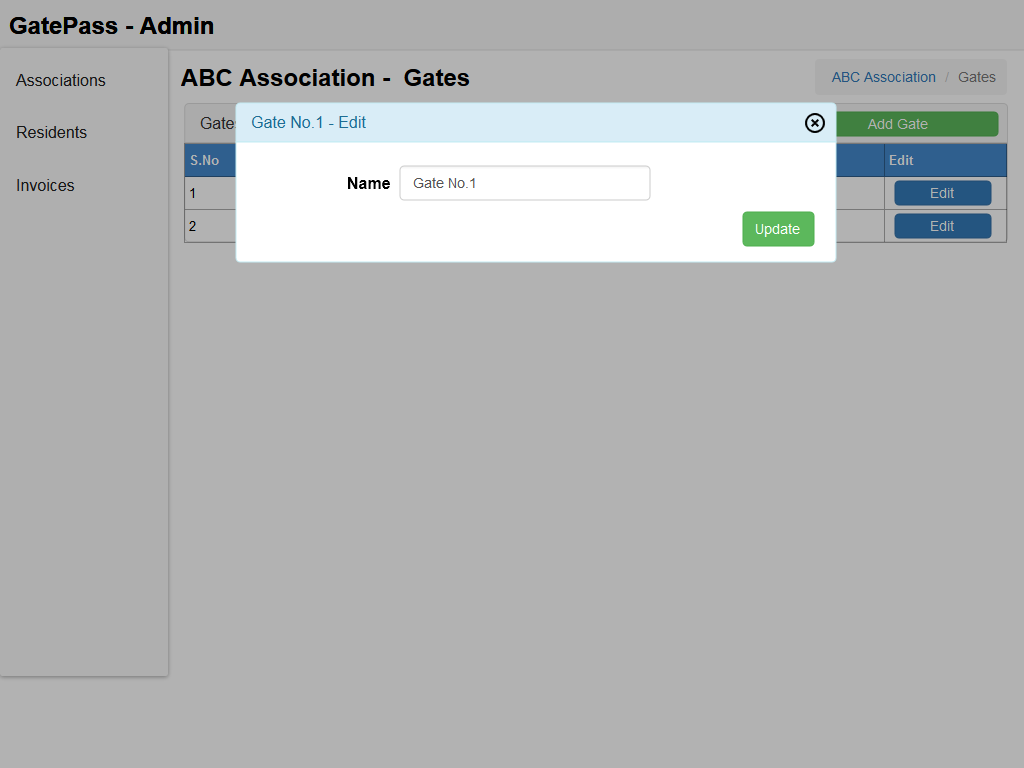 GatePass - Admin
Associations
Residents
Invoices
ABC Association - Gates
ABC Association / Gates
Gate No.1 - Edit
Add Gate
S.No
Edit
Name
Gate No.1
1
Edit
2
Edit
Update